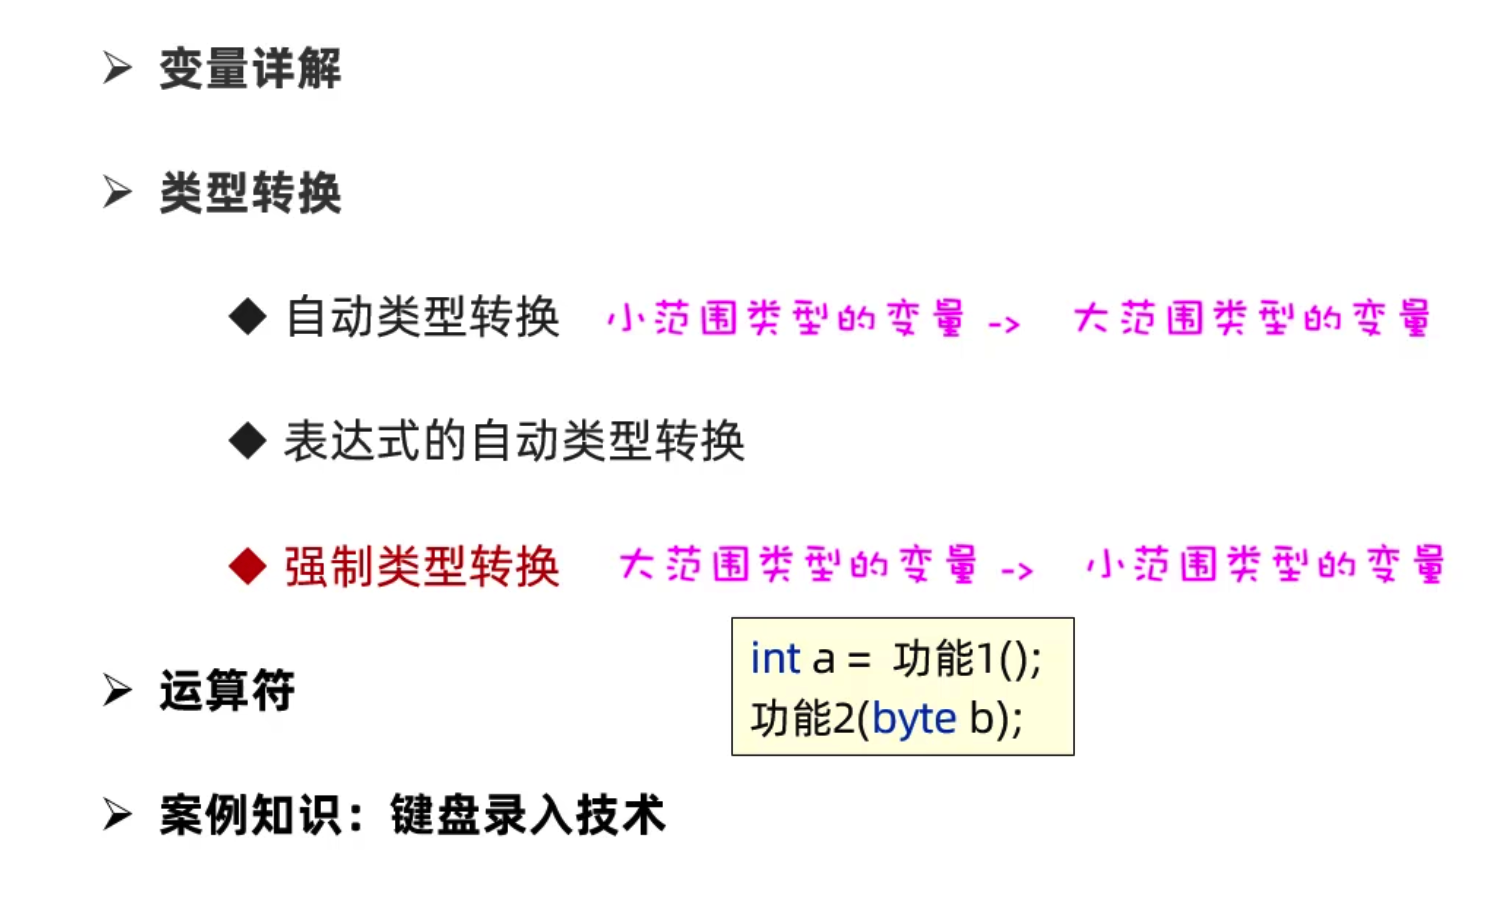 变量详解
类型转换
自动类型转换 小范围类型的变量 -> 大范围类型的变量
表达式的自动类型转换
强制类型转换 大范围类型的变量 -> 小范围类型的变量
int a = 功能1();
功能2(byte b);
运算符
案例知识：键盘录入技术